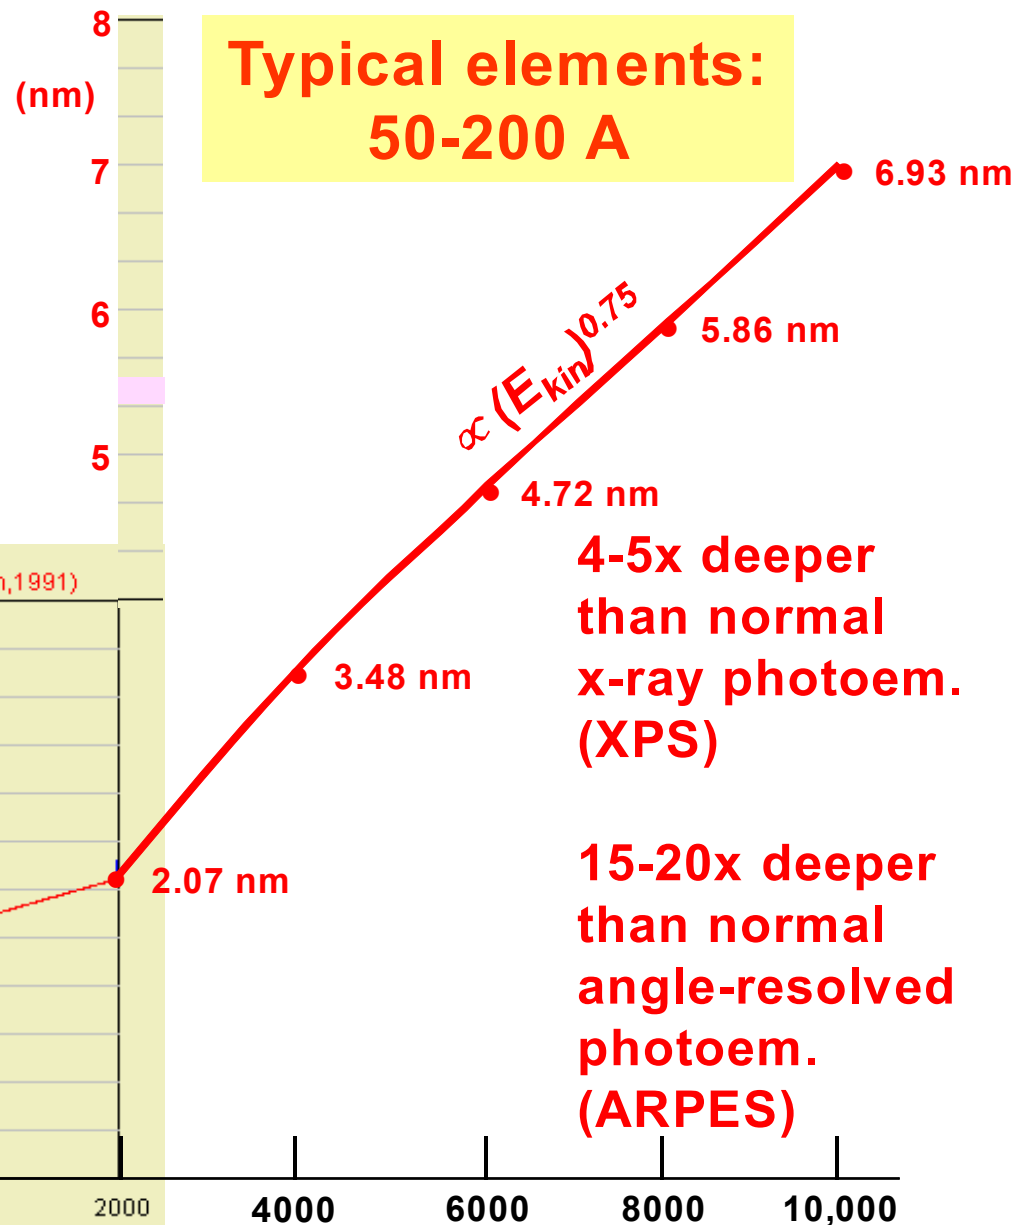 8
Typical elements:
50-200 A
(nm)
7
6.93 nm
∝ (E_kin)^0.75
6
5.86 nm
5
4.72 nm
4-5x deeper
than normal
x-ray photoem.
(XPS)
,1991)
3.48 nm
2.07 nm
15-20x deeper
than normal
angle-resolved
photoem.
(ARPES)
2000
4000
6000
8000
10,000